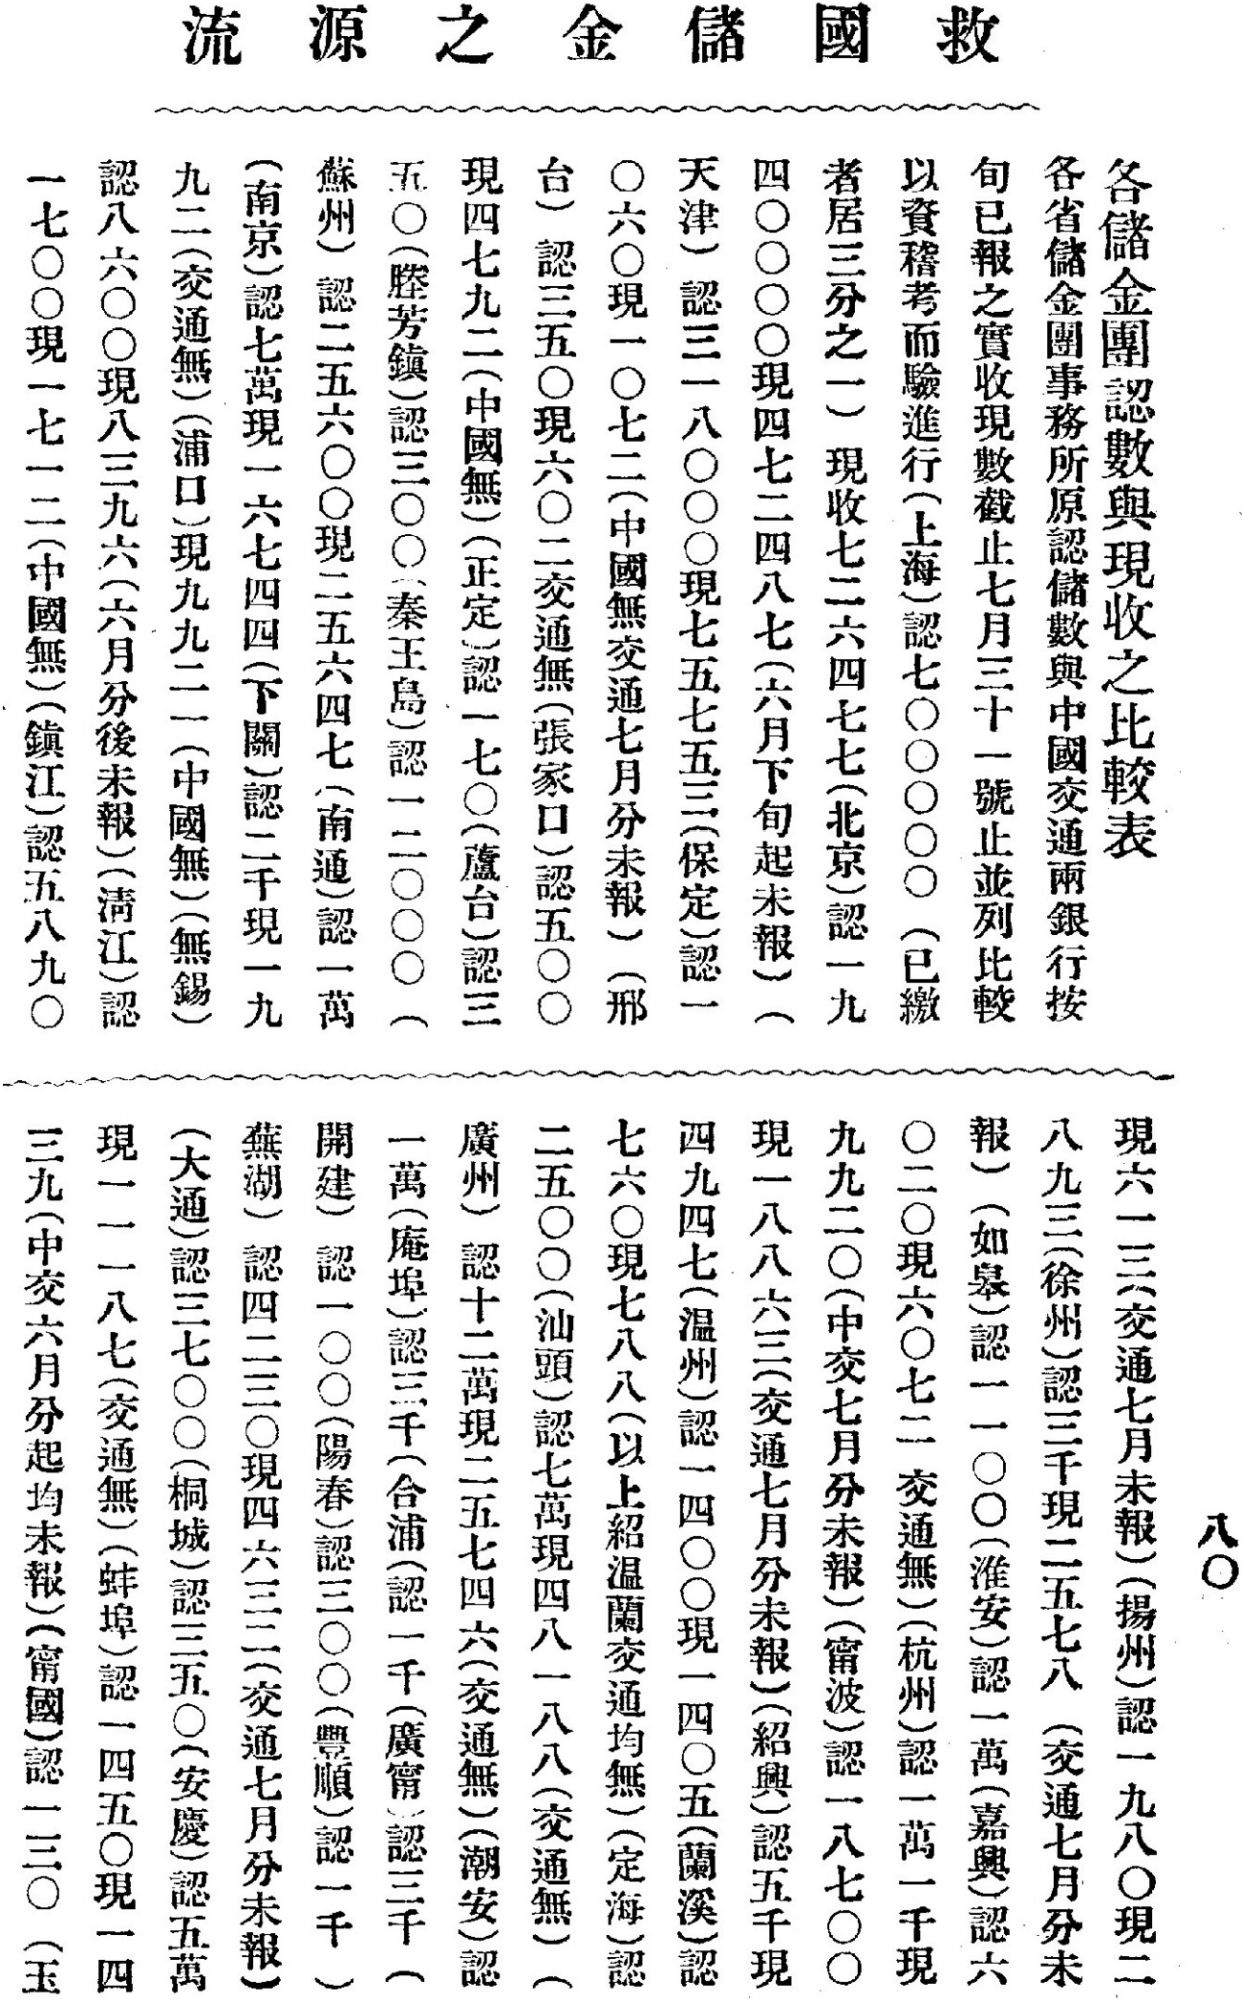 救國儲金之源流
各儲金團認數與現收之比較表
各省儲金團事務所原認儲數與中國交通兩銀行按
旬已報之實收現數截止七月三十一號止並列比較
以資稽考而驗進行(上海)認七〇〇〇〇〇(已繳
者居三分之一)現收七二六四七七(北京)認一九
四〇〇〇〇現四七二四八七(六月下旬起未報)(
天津)認三一八〇〇〇現七五七五三(保定)認一
〇六〇現一〇七二(中國無交通七月分未報)(邢
台)認三五〇現六〇二交通無(張家口)認五〇〇
現四七九二(中國無)(正定)認一七〇(蘆台)認三
五〇(膣芳鎮)認三〇〇(秦王島)認一二〇〇〇(
蘇州)認二五六〇〇現二五六四七(南通)認一萬
(南京)認七萬現一六七四四(下關)認二千現一九
九二(交通無)(浦口)現九九二一(中國無)(無錫)
認八六〇〇現八三九六(六月分後未報)(淸江)認
一七〇〇現一七一二(中國無)(鎮江)認五八九〇
現六一三(交通七月未報)(揚州)認一九八〇現二
八九三(徐州)認三千現二五七八(交通七月分未
報)(如皋)認一一〇〇(淮安)認一萬(嘉興)認六
〇二〇現六〇七二交通無)(杭州)認一萬一千現
九九二〇(中交七月分未報)(甯波)認一八七〇〇
現一八八六三(交通七月分未報)(紹興)認五千現
四九四七(温州)認一四〇〇現一四〇五(蘭溪)認
七六〇現七八八(以上紹温蘭交通均無)(定海)認
二五〇〇(汕頭)認七萬現四八一八八(交通無)(
廣州)認十二萬現二五七四六(交通無)(潮安)認
一萬(庵埠)認三千(合浦(認一千(廣甯)認三千(
開建)認一〇〇(陽春)認三〇〇(豐順)認一千)
蕪湖)認四二三〇現四六三二(交通七月分未報)
(大通)認三七〇〇(桐城)認三五〇(安慶)認五萬
現一一一八七(交通無)(蚌埠)認一四五〇現一四
三九(中交六月分起均未報)(甯國)認一三〇(玉
八〇